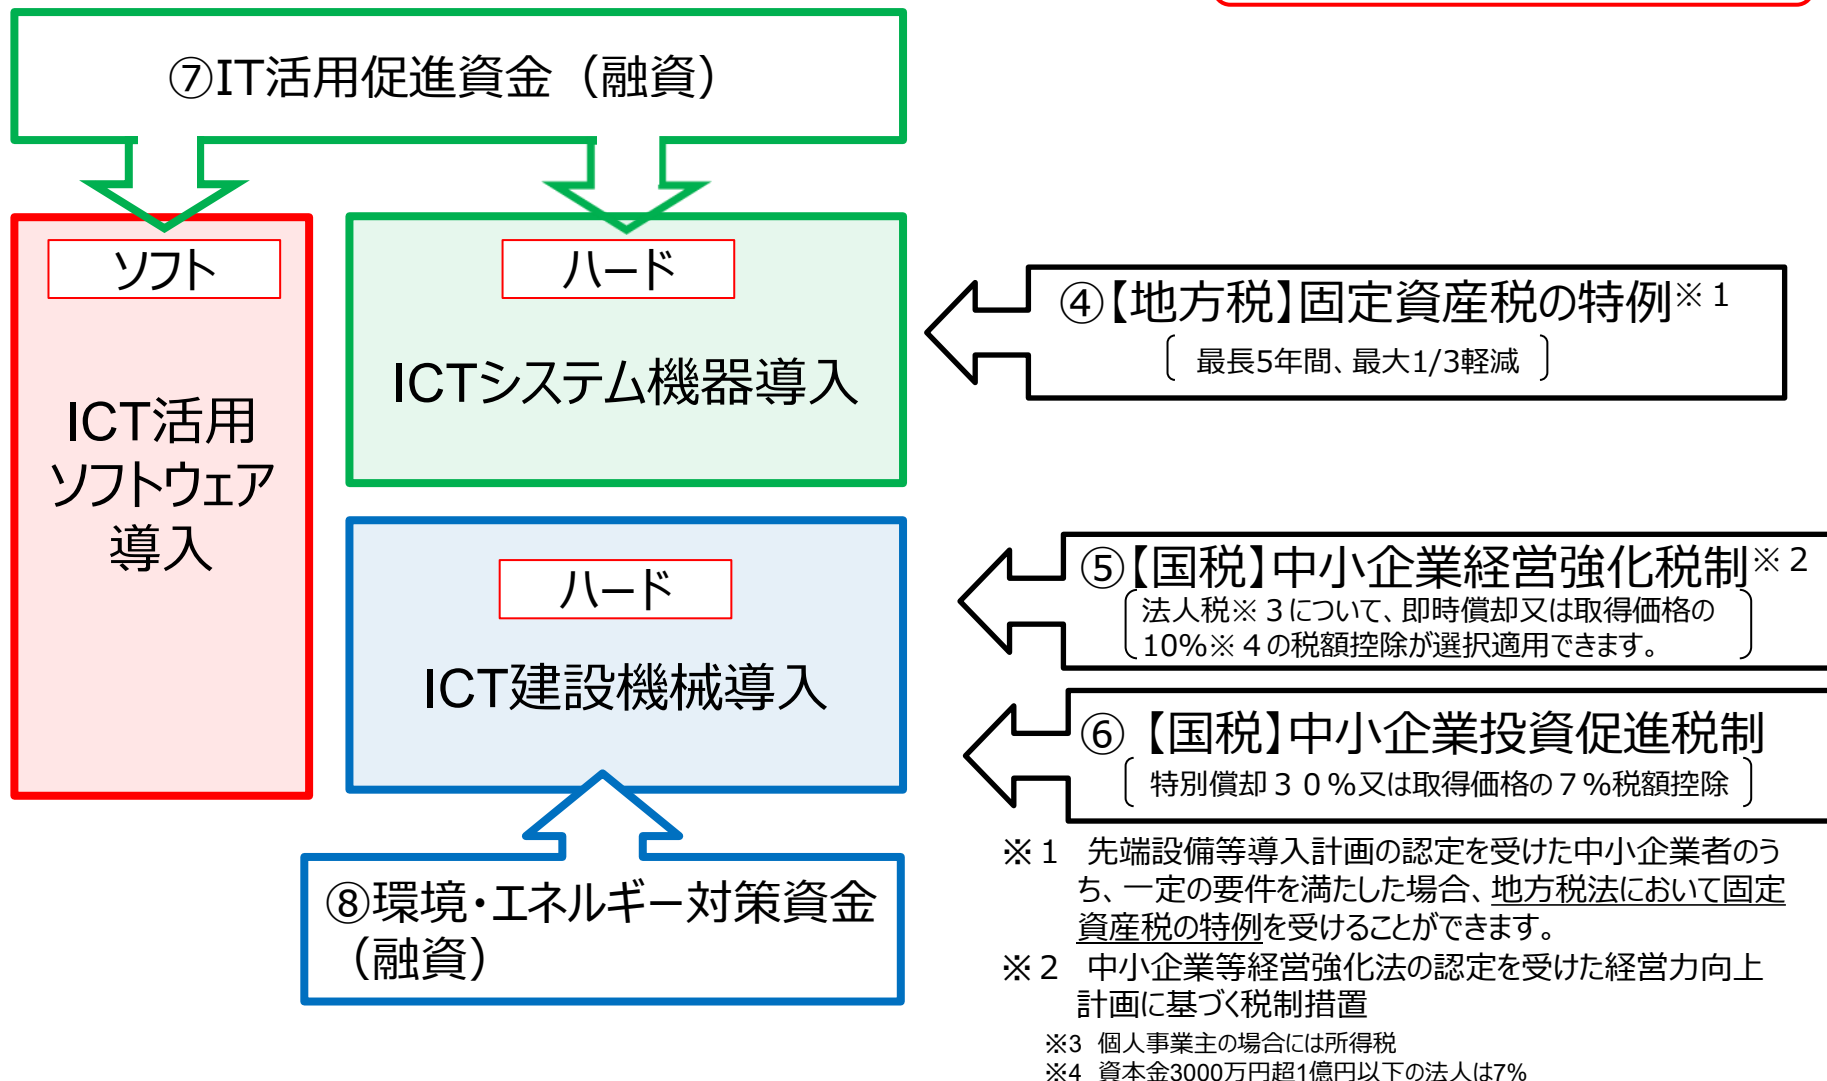 ⑦IT活用促進資金（融資）
ソフト
ICT活用
ソフトウェア
導入
ハード
ICTシステム機器導入
ハード
ICT建設機械導入
⑧環境・エネルギー対策資金
（融資）
④【地方税】固定資産税の特例※１
最長5年間、最大1/3軽減
⑤【国税】中小企業経営強化税制※２
法人税※３について、即時償却又は取得価格の
10%※４の税額控除が選択適用できます。
⑥【国税】中小企業投資促進税制
特別償却３０%又は取得価格の７%税額控除
※１　先端設備等導入計画の認定を受けた中小企業者のう
ち、一定の要件を満たした場合、地方税法において固定
資産税の特例を受けることができます。
※２　中小企業等経営強化法の認定を受けた経営力向上
計画に基づく税制措置
※3　個人事業主の場合には所得税
※4　資本金3000万円超1億円以下の法人は7%